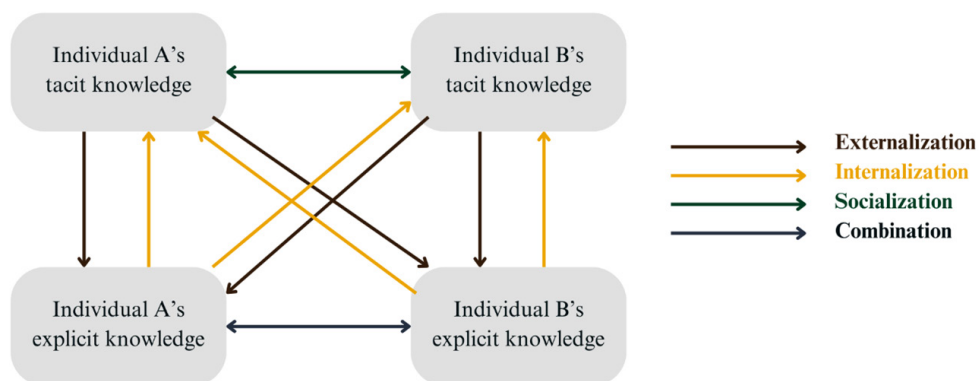 Individual A's
tacit knowledge
Individual B's
tacit knowledge
Individual A's
explicit knowledge
Individual B's
explicit knowledge
Externalization
Internalization
Socialization
Combination